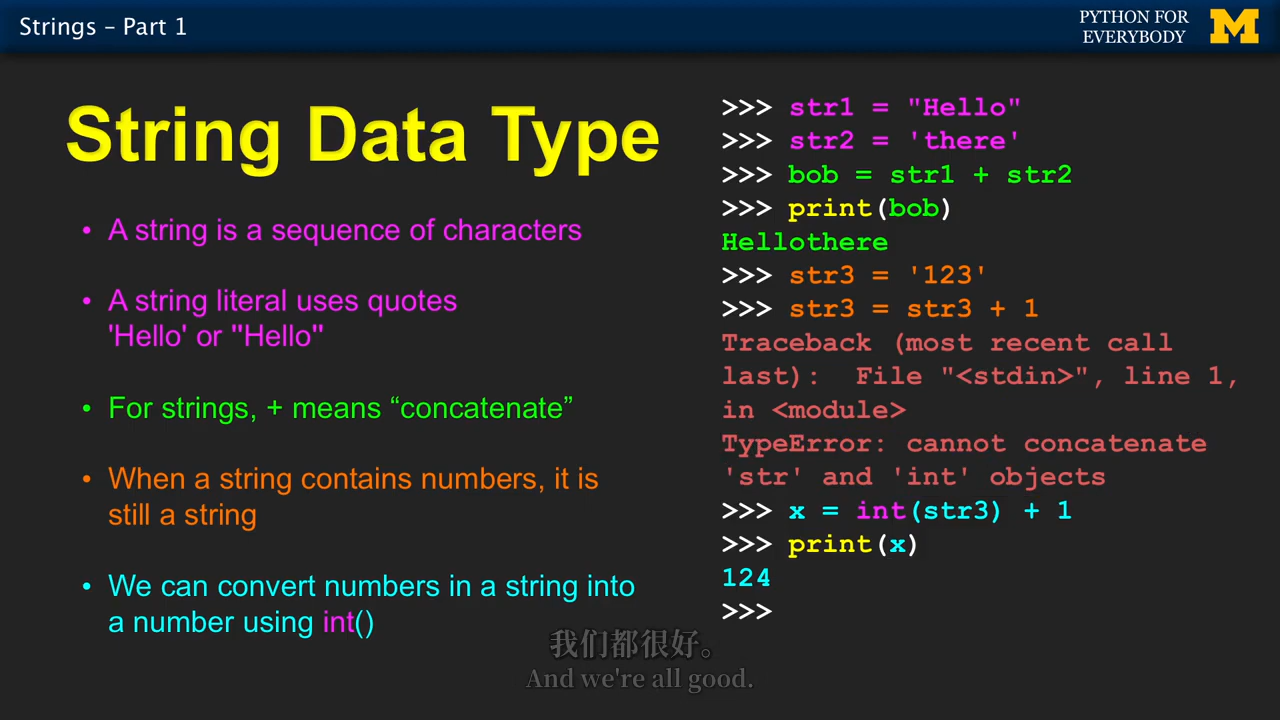 Strings – Part 1
PYTHON FOR
EVERYBODY
String Data Type
• A string is a sequence of characters
• A string literal uses quotes
'Hello' or "Hello"
• For strings, + means “concatenate”
• When a string contains numbers, it is
still a string
• We can convert numbers in a string into
a number using int()
>>> str1 = "Hello"
>>> str2 = 'there'
>>> bob = str1 + str2
>>> print(bob)
Hellothere
>>> str3 = '123'
>>> str3 = str3 + 1
Traceback (most recent call
last):  File "<stdin>", line 1,
in <module>
TypeError: cannot concatenate
'str' and 'int' objects
>>> x = int(str3) + 1
>>> print(x)
124
>>>
我们都很好。
And we're all good.